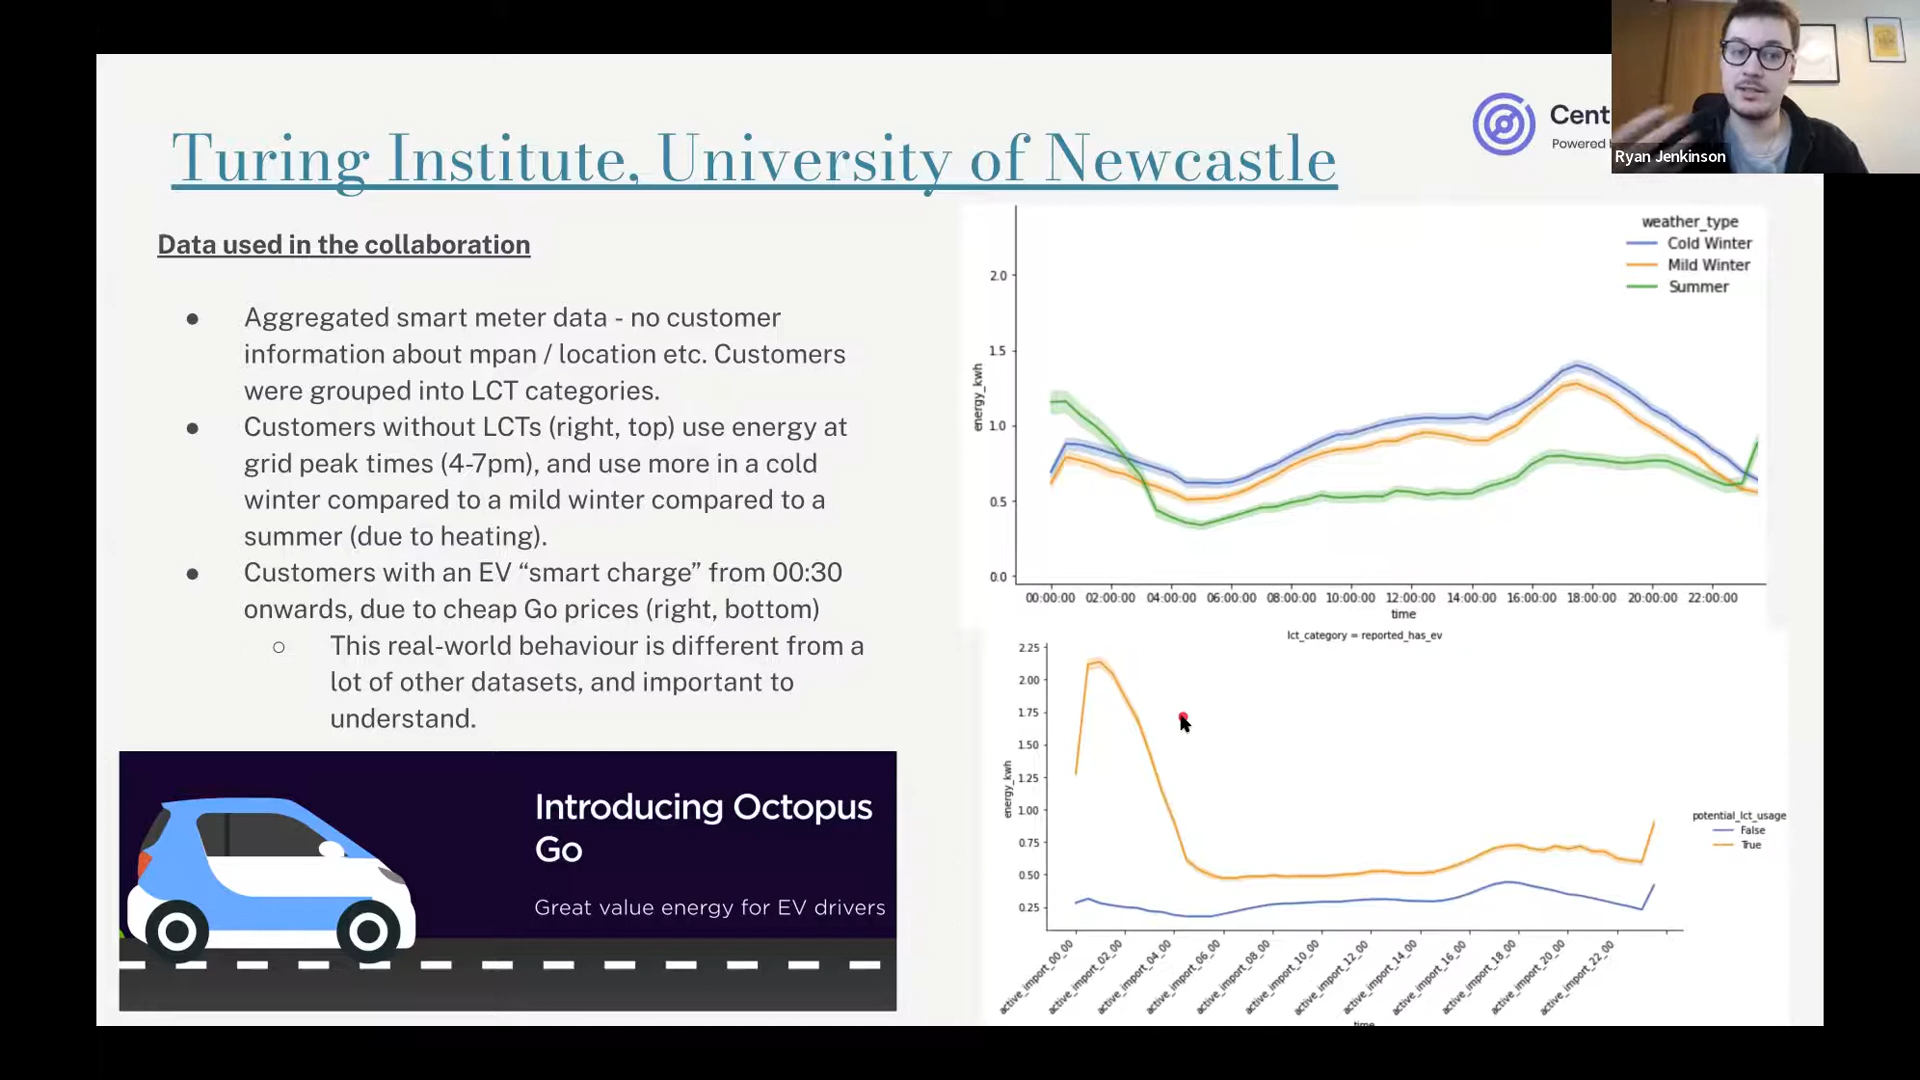 Turing Institute, University of Newcastle
Cent
Powered
Ryan Jenkinson
Data used in the collaboration
● Aggregated smart meter data - no customer
information about mpan / location etc. Customers
were grouped into LCT categories.
● Customers without LCTs (right, top) use energy at
grid peak times (4-7pm), and use more in a cold
winter compared to a mild winter compared to a
summer (due to heating).
● Customers with an EV “smart charge” from 00:30
onwards, due to cheap Go prices (right, bottom)
○ This real-world behaviour is different from a
lot of other datasets, and important to
understand.
Introducing Octopus
Go
Great value energy for EV drivers
weather_type
Cold Winter
Mild Winter
Summer
2.0
1.5
1.0
0.5
0.0
energy_kwh
00:00:00 02:00:00 04:00:00 06:00:00 08:00:00 10:00:00 12:00:00 14:00:00 16:00:00 18:00:00 20:00:00 22:00:00
time
lct_category = reported_has_ev
2.25
2.00
1.75
1.50
1.25
1.00
0.75
0.50
0.25
energy_kwh
potential_lct_usage
False
True
active_import_00_00
active_import_02_00
active_import_04_00
active_import_06_00
active_import_08_00
active_import_10_00
active_import_12_00
active_import_14_00
active_import_16_00
active_import_18_00
active_import_20_00
active_import_22_00
time